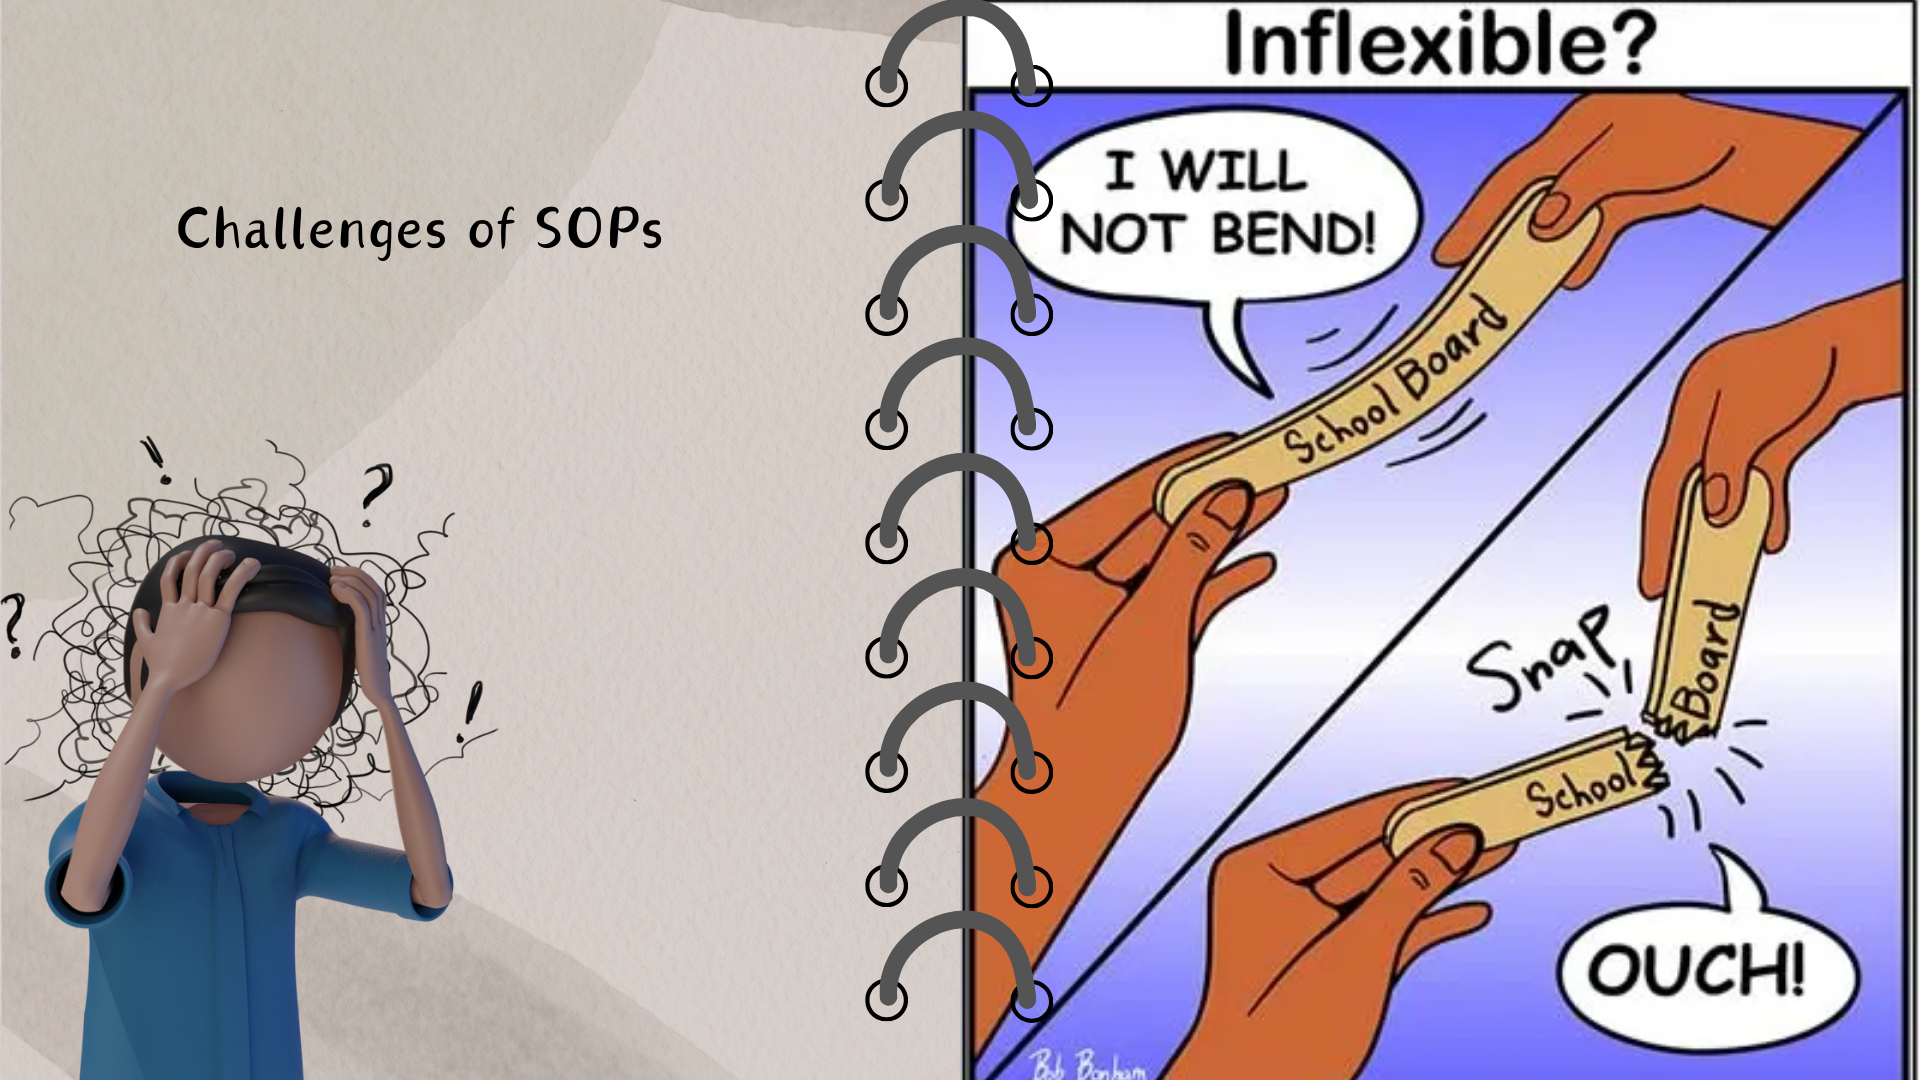 Challenges of SOPs
!
?
?
!
Inflexible?
I WILL
NOT BEND!
School Board
Snap
Board
School
OUCH!
Bob Bonham